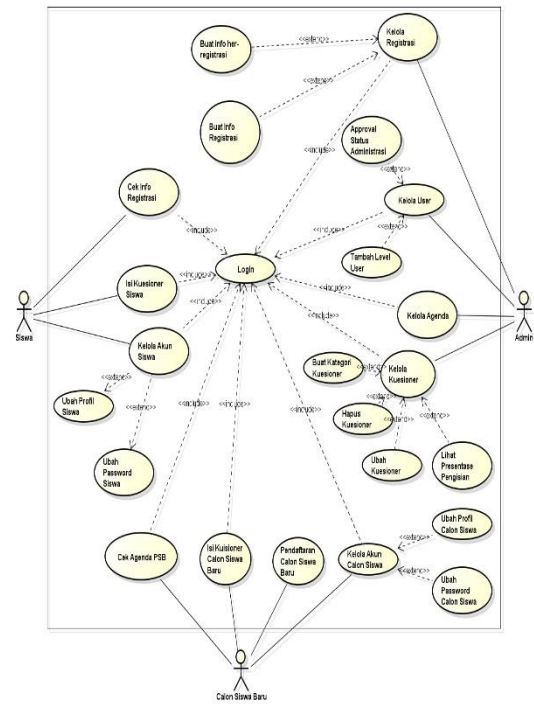 Buat Info her-
registrasi
<<extend>>
Kelola
Registrasi
<<extend>>
Buat Info
Registrasi
<<include>>
Approval
Status
Administrasi
<<extend>>
Cek Info
Registrasi
Kelola User
<<include>>
<<include>>
<<extend>>
Tambah Level
User
Login
<<include>>
<<include>>
Isi Kuesioner
Siswa
Siswa
<<include>>
Kelola Agenda
Admin
<<include>>
Kelola Akun
Siswa
Buat Kategori
Kuesioner
<<extend>>
Kelola
Kuesioner
<<extend>>
Ubah Profil
Siswa
<<extend>>
<<include>>
<<include>>
<<include>>
Hapus
Kuesioner
<<extend>>
<<extend>>
<<extend>>
Ubah
Password
Siswa
Ubah
Kuesioner
Lihat
Presentase
Pengisian
Cek Agenda PSB
Isi Kuisioner
Calon Siswa
Baru
Pendaftaran
Calon Siswa
Baru
Kelola Akun
Calon Siswa
<<extend>>
Ubah Profil
Calon Siswa
<<extend>>
Ubah
Password
Calon Siswa
Calon Siswa Baru